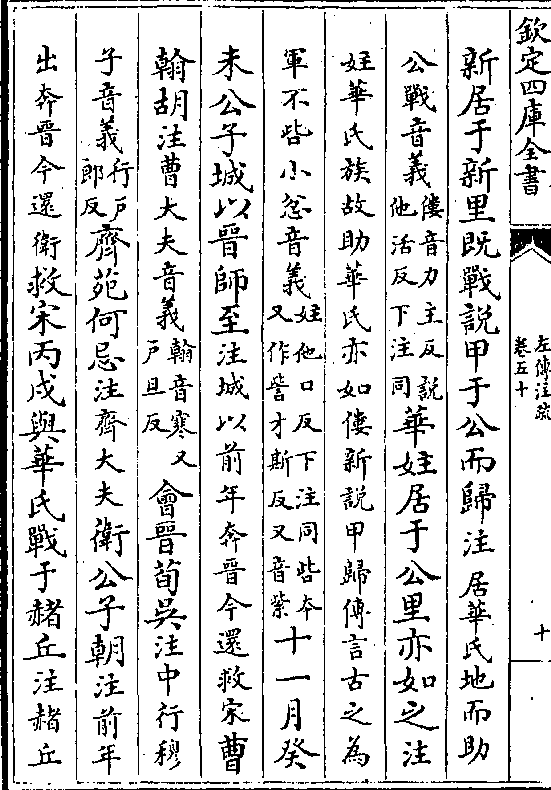 欽定四庫全書
左傳注疏
卷五十
十
新居于新里既戰說甲于公而歸注居華氏地而助
公戰音義僂音力主反說他活反下注同華妵居于公里亦如之注
妵華氏族故助華氏亦如僂新說甲歸傳言古之為
軍不呰小忿音義妵他口反下注同呰本又作訾才斯反又音紫十一月癸
未公子城以晉師至注城以前年奔晉今還救宋曹
翰胡注曹大夫音義翰音寒又戶旦反會晉荀吳注中行穆
子音義行戶郎反齊苑何忌注齊大夫衛公子朝注前年
出奔晉今還衛救宋丙戌與華氏戰于赭丘注赭丘